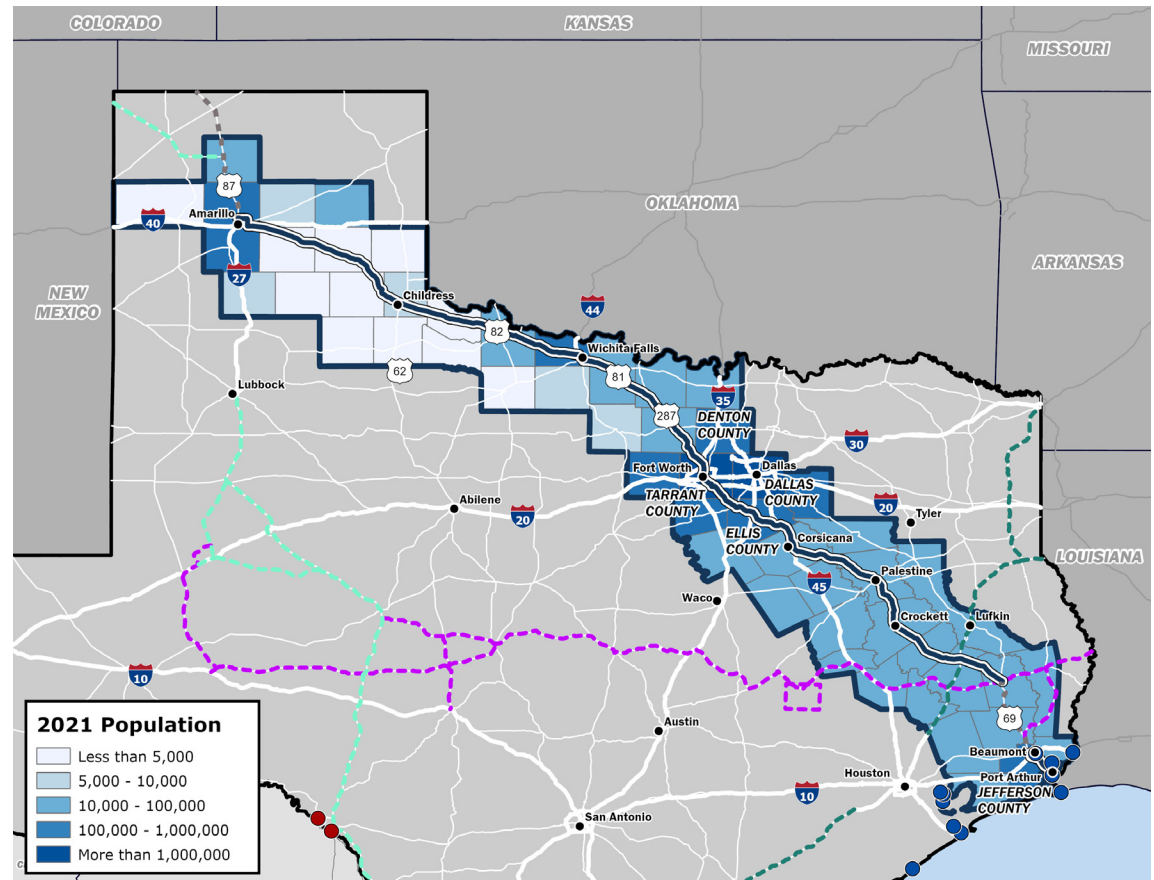 COLORADO
KANSAS
MISSOURI
87
OKLAHOMA
Amarillo
40
ARKANSAS
27
NEW
MEXICO
Childress
44
82
Wichita Falls
62
81
35
Lubbock
287
DENTON
COUNTY
30
Fort Worth
Dallas
TARRANT
COUNTY
DALLAS
COUNTY
Abilene
20
20
Tyler
ELLIS
COUNTY
Corsicana
LOUISIANA
Palestine
45
Waco
Crockett
Lufkin
10
69
Austin
Beaumont
Houston
Port Arthur
JEFFERSON
COUNTY
10
San Antonio
2021 Population
Less than 5,000
5,000 - 10,000
10,000 - 100,000
100,000 - 1,000,000
More than 1,000,000